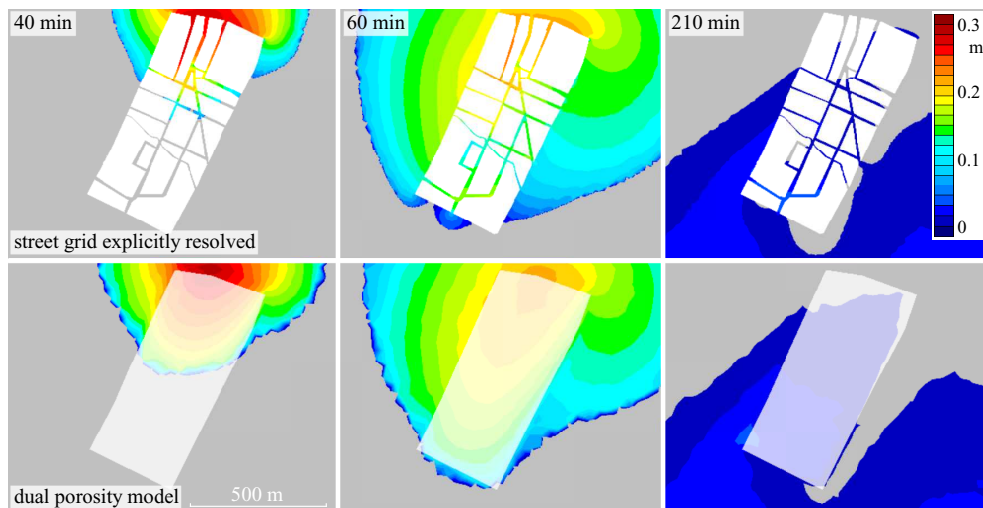 40 min
60 min
210 min
0.3
m
0.2
0.1
0
street grid explicitly resolved
dual porosity model
500 m